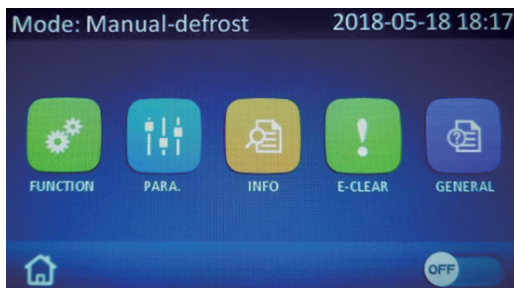 Mode: Manual-defrost 2018-05-18 18:17
FUNCTION PARA. INFO E-CLEAR GENERAL
OFF